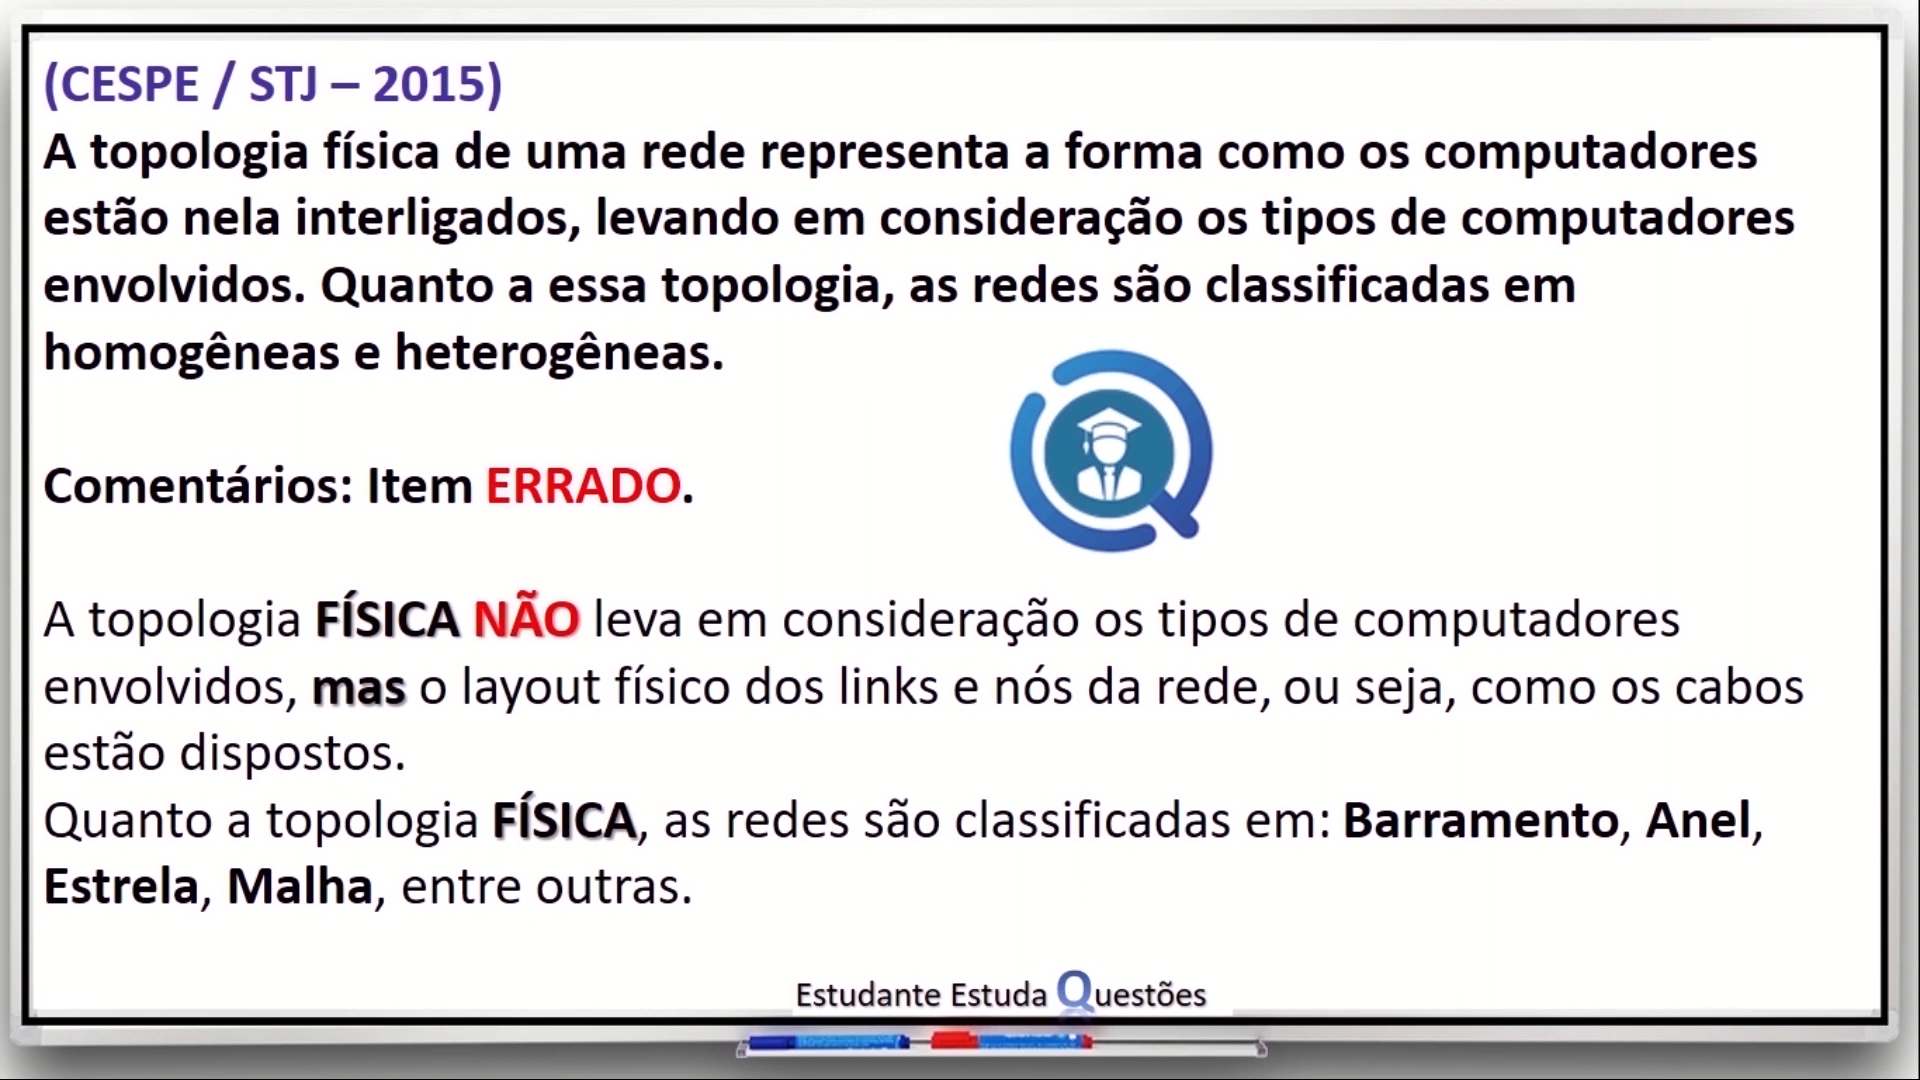 (CESPE / STJ – 2015)
A topologia física de uma rede representa a forma como os computadores
estão nela interligados, levando em consideração os tipos de computadores
envolvidos. Quanto a essa topologia, as redes são classificadas em
homogêneas e heterogêneas.
Comentários: Item ERRADO.
A topologia FÍSICA NÃO leva em consideração os tipos de computadores
envolvidos, mas o layout físico dos links e nós da rede, ou seja, como os cabos
estão dispostos.
Quanto a topologia FÍSICA, as redes são classificadas em: Barramento, Anel,
Estrela, Malha, entre outras.
Estudante Estuda Questões